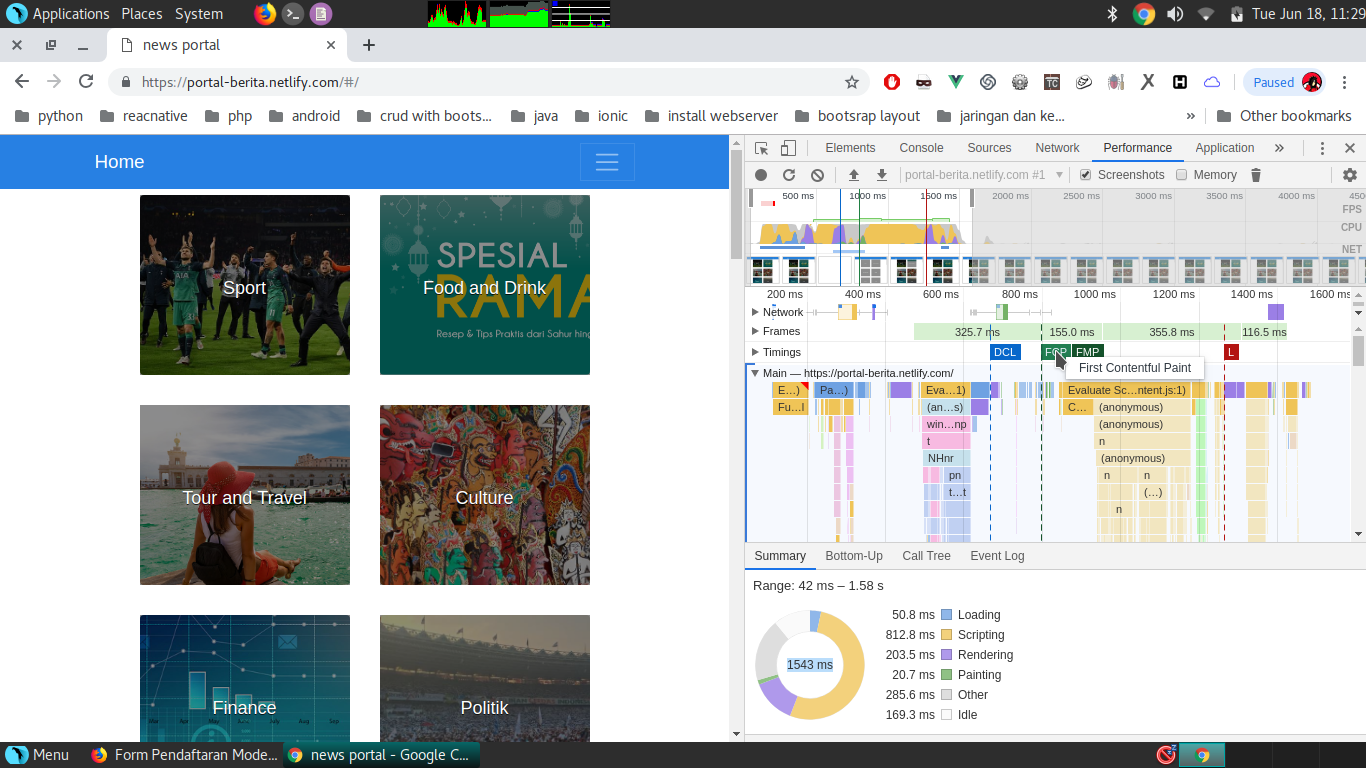 Applications Places System
Tue Jun 18, 11:29
news portal
https://portal-berita.netlify.com/#/
Paused
python reacnative php android crud with boots... java ionic install webserver bootsrap layout jaringan dan ke... » Other bookmarks
Home
Sport
SPESIAL
RAMA
Food and Drink
Resep & Tips Praktis dari Sahur hing
Tour and Travel
Culture
Finance
Politik
Elements Console Sources Network Performance Application »
portal-berita.netlify.com #1 Screenshots Memory
500 ms 1000 ms 1500 ms 2000 ms 2500 ms 3000 ms 3500 ms 4000 ms 450
FPS
CPU
NET
200 ms 400 ms 600 ms 800 ms 1000 ms 1200 ms 1400 ms 1600 ms
Network
Frames 325.7 ms 155.0 ms 355.8 ms 116.5 ms
Timings DCL FCP FMP L
First Contentful Paint
Main — https://portal-berita.netlify.com/
E...) Pa...) Eva...1) Evaluate Sc...ntent.js:1)
Fu...l (an...s) C... (anonymous)
win...np (anonymous)
t n
NHnr (anonymous)
pn n n
t...t (...)
n
Summary Bottom-Up Call Tree Event Log
Range: 42 ms – 1.58 s
1543 ms
50.8 ms Loading
812.8 ms Scripting
203.5 ms Rendering
20.7 ms Painting
285.6 ms Other
169.3 ms Idle
Menu Form Pendaftaran Mode... news portal - Google C...